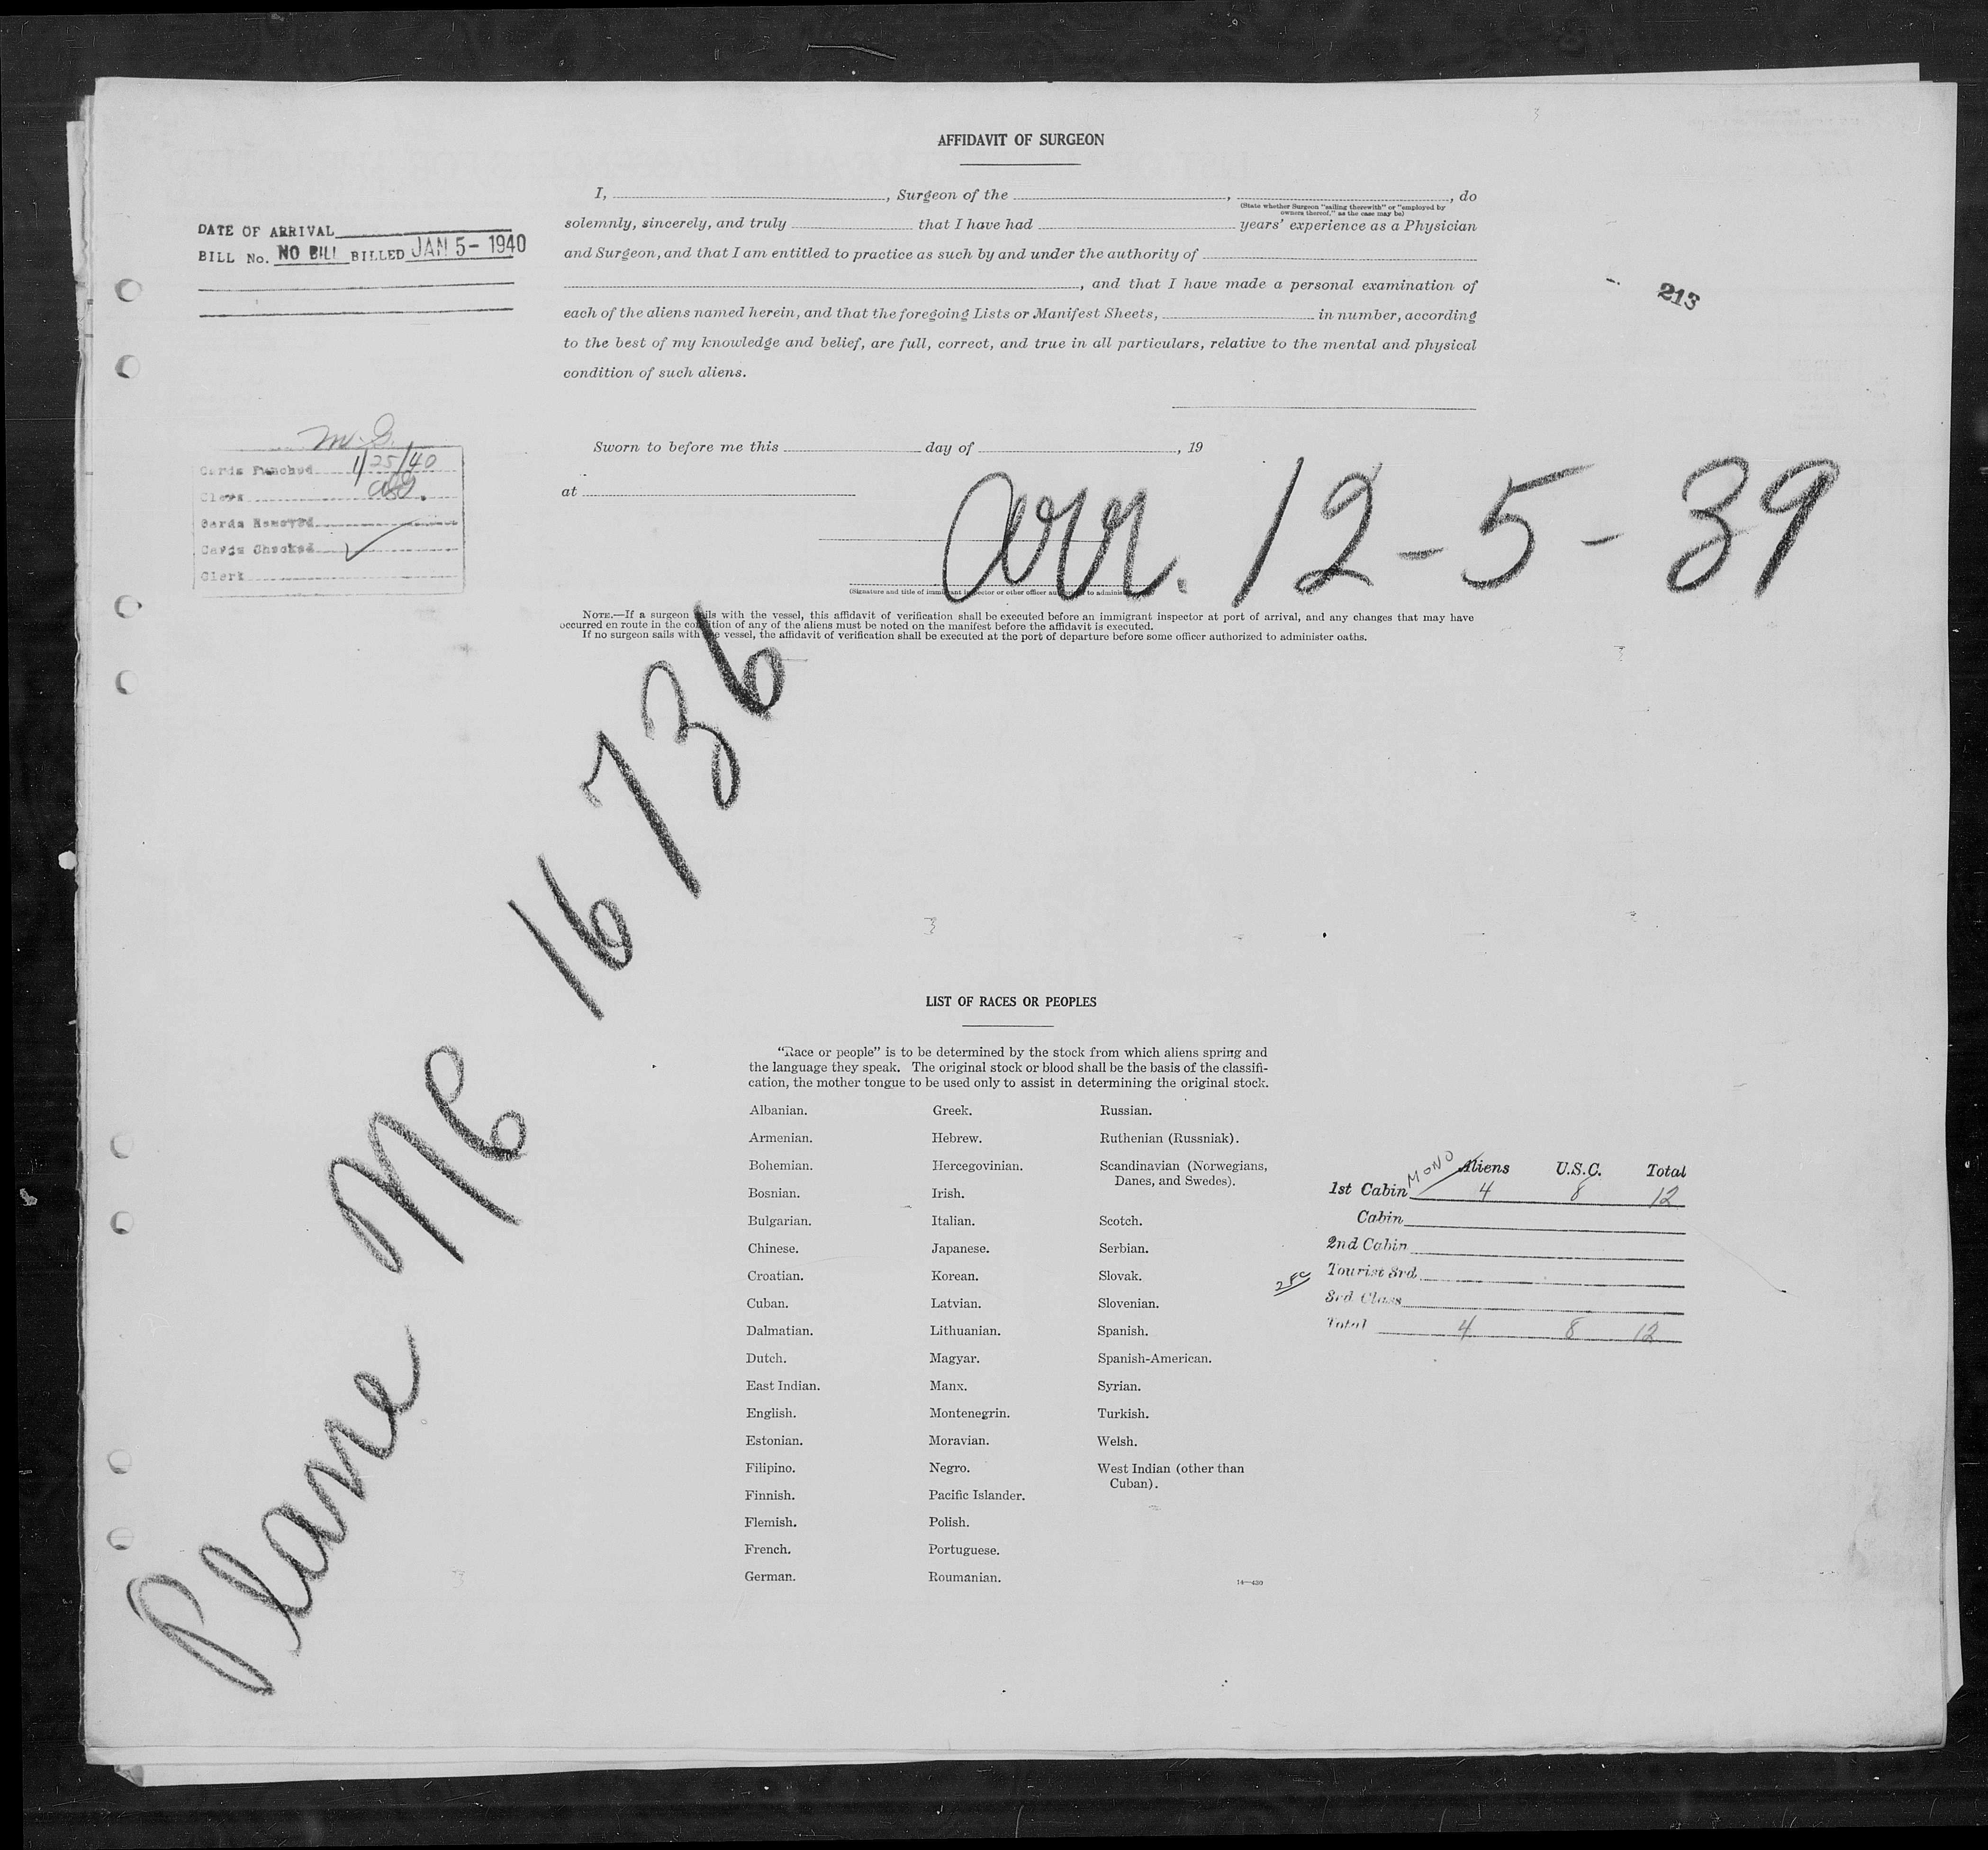 AFFIDAVIT OF SURGEON
I, , Surgeon of the , , do
(State whether Surgeon "sailing therewith" or "employed by
owners thereof," as the case may be)
solemnly, sincerely, and truly that I have had years' experience as a Physician
and Surgeon, and that I am entitled to practice as such by and under the authority of
, and that I have made a personal examination of
each of the aliens named herein, and that the foregoing Lists or Manifest Sheets, in number, according
to the best of my knowledge and belief, are full, correct, and true in all particulars, relative to the mental and physical
condition of such aliens.
DATE OF ARRIVAL
BILL No. NO BILL BILLED JAN 5-1940
213
Sworn to before me this day of , 19
at
M.G.
Cards Punched 1/25/40
Clerk
Cards Removed
Cards Checked ✓
Clerk
arr. 12-5-39
(Signature and title of immigrant inspector or other officer to
NOTE.—If a surgeon sails with the vessel, this affidavit of verification shall be executed before an immigrant inspector at port of arrival, and any changes that may have
occurred en route in the condition of any of the aliens must be noted on the manifest before the affidavit is executed.
If no surgeon sails with the vessel, the affidavit of verification shall be executed at the port of departure before some officer authorized to administer oaths.
Plane NC 16736
LIST OF RACES OR PEOPLES
"Race or people" is to be determined by the stock from which aliens spring and
the language they speak. The original stock or blood shall be the basis of the classifi-
cation, the mother tongue to be used only to assist in determining the original stock.
Albanian.
Armenian.
Bohemian.
Bosnian.
Bulgarian.
Chinese.
Croatian.
Cuban.
Dalmatian.
Dutch.
East Indian.
English.
Estonian.
Filipino.
Finnish.
Flemish.
French.
German.
Greek.
Hebrew.
Hercegovinian.
Irish.
Italian.
Japanese.
Korean.
Latvian.
Lithuanian.
Magyar.
Manx.
Montenegrin.
Moravian.
Negro.
Pacific Islander.
Polish.
Portuguese.
Roumanian.
Russian.
Ruthenian (Russniak).
Scandinavian (Norwegians,
Danes, and Swedes).
Scotch.
Serbian.
Slovak.
Slovenian.
Spanish.
Spanish-American.
Syrian.
Turkish.
Welsh.
West Indian (other than
Cuban).
14—430
MONO Aliens U.S.C. Total
1st Cabin 4 8 12
Cabin
2nd Cabin
Tourist 3rd
3rd Class
Total 4 8 12